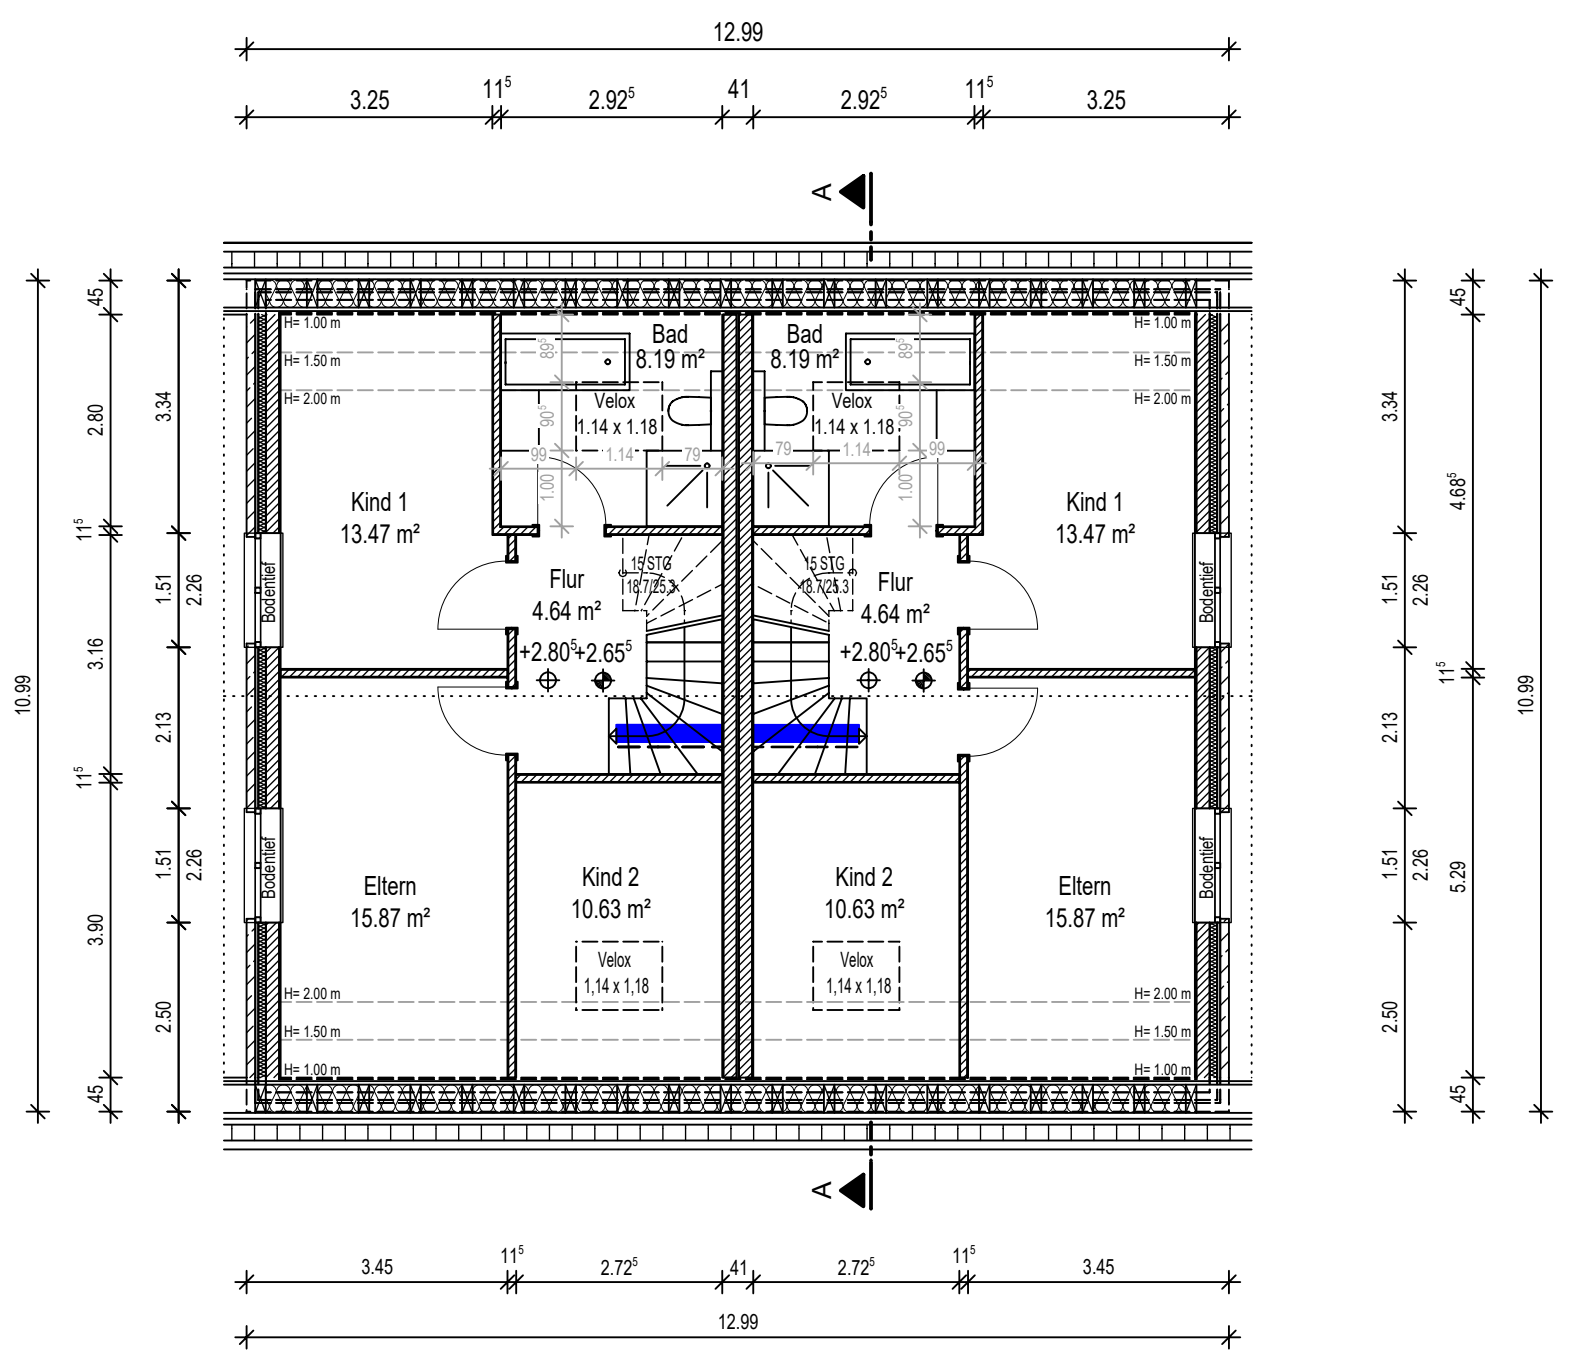 12.99
3.25
11⁵
2.92⁵
41
2.92⁵
11⁵
3.25
A
H= 1.00 m
H= 1.50 m
H= 2.00 m
Bad
8.19 m²
Velox
1.14 x 1.18
89⁵
90⁵
1.00
99
1.14
79
Bad
8.19 m²
Velox
1.14 x 1.18
89⁵
90⁵
1.00
79
1.14
99
H= 1.00 m
H= 1.50 m
H= 2.00 m
Kind 1
13.47 m²
Kind 1
13.47 m²
15 STG
18.7/25.3
15 STG
18.7/25.3
Flur
4.64 m²
+2.80⁵+2.65⁵
Flur
4.64 m²
+2.80⁵+2.65⁵
Bodentief
Bodentief
Bodentief
Bodentief
Eltern
15.87 m²
Kind 2
10.63 m²
Velox
1,14 x 1,18
Kind 2
10.63 m²
Velox
1,14 x 1,18
Eltern
15.87 m²
H= 2.00 m
H= 1.50 m
H= 1.00 m
H= 2.00 m
H= 1.50 m
H= 1.00 m
A
10.99
45
2.80
11⁵
3.16
11⁵
3.90
45
3.34
1.51
2.26
2.13
1.51
2.26
2.50
3.34
1.51
2.26
2.13
1.51
2.26
2.50
45
4.68⁵
11⁵
5.29
45
10.99
3.45
11⁵
2.72⁵
41
2.72⁵
11⁵
3.45
12.99